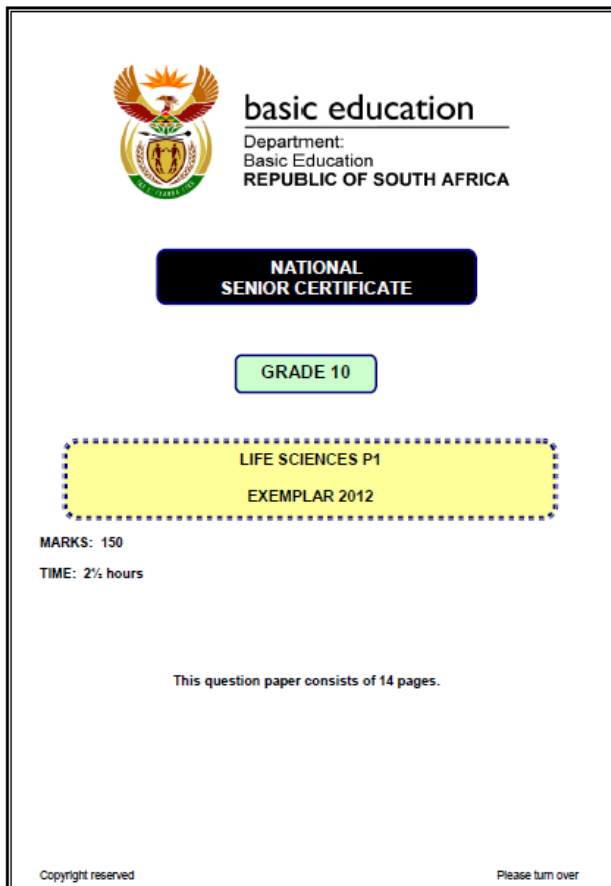 basic education
Department:
Basic Education
REPUBLIC OF SOUTH AFRICA
NATIONAL
SENIOR CERTIFICATE
GRADE 10
LIFE SCIENCES P1
EXEMPLAR 2012
MARKS: 150
TIME: 2½ hours
This question paper consists of 14 pages.
Copyright reserved
Please turn over